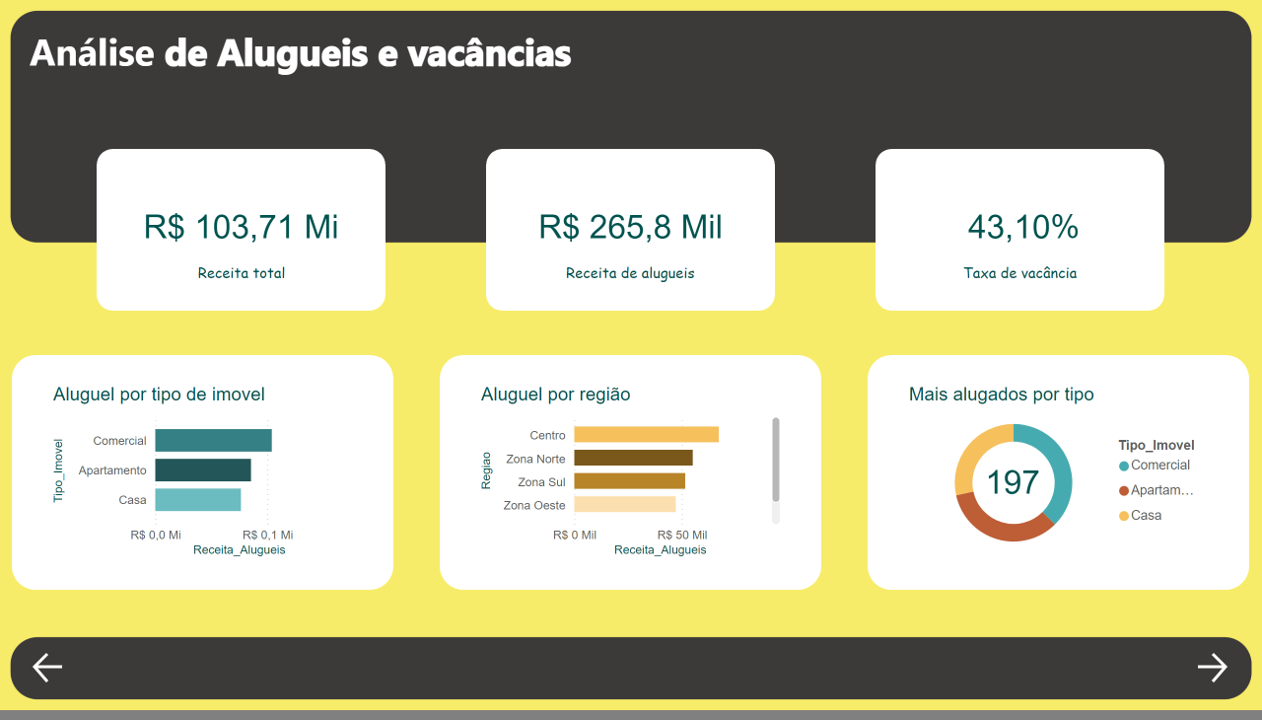 Análise de Alugueis e vacâncias
R$ 103,71 Mi
Receita total
R$ 265,8 Mil
Receita de alugueis
43,10%
Taxa de vacância
Aluguel por tipo de imovel
Tipo_Imovel
Comercial
Apartamento
Casa
R$ 0,0 Mi
R$ 0,1 Mi
Receita_Alugueis
Aluguel por região
Regiao
Centro
Zona Norte
Zona Sul
Zona Oeste
R$ 0 Mil
R$ 50 Mil
Receita_Alugueis
Mais alugados por tipo
197
Tipo_Imovel
Comercial
Apartam...
Casa